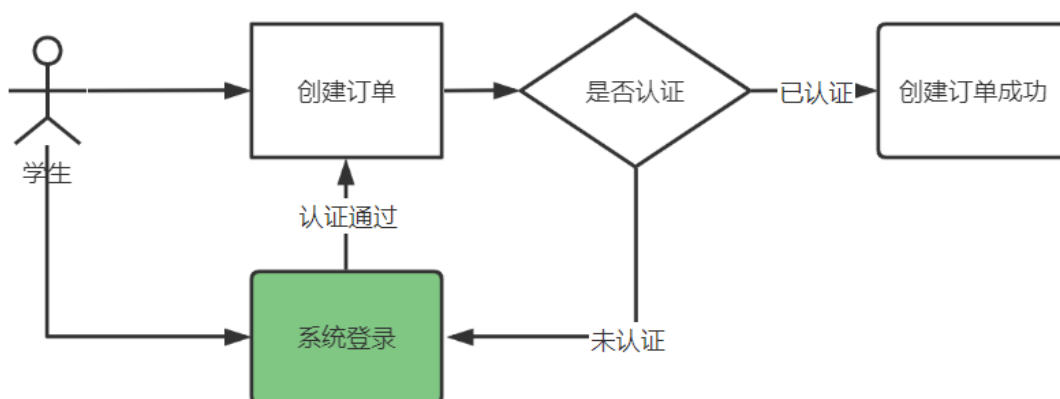 创建订单
是否认证
已认证
创建订单成功
学生
认证通过
系统登录
未认证